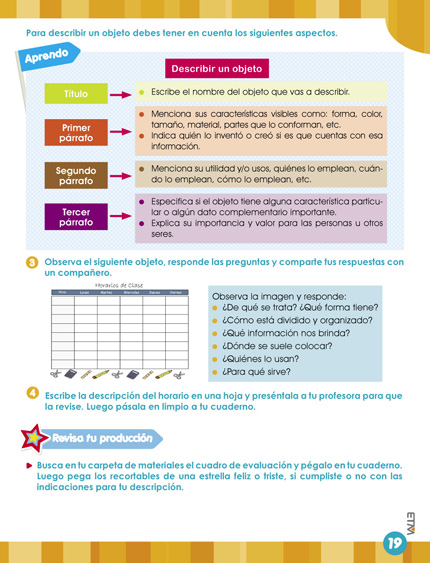 Para describir un objeto debes tener en cuenta los siguientes aspectos.
Aprendo
Describir un objeto
Título
Escribe el nombre del objeto que vas a describir.
Primer
párrafo
Menciona sus características visibles como: forma, color,
tamaño, material, partes que lo conforman, etc.
Indica quién lo inventó o creó si es que cuentas con esa
información.
Segundo
párrafo
Menciona su utilidad y/o usos, quiénes lo emplean, cuán-
do lo emplean, cómo lo emplean, etc.
Tercer
párrafo
Especifica si el objeto tiene alguna característica particu-
lar o algún dato complementario importante.
Explica su importancia y valor para las personas u otros
seres.
3 Observa el siguiente objeto, responde las preguntas y comparte tus respuestas con
un compañero.
Horarios de Clase
Hora Lunes Martes Miércoles Jueves Viernes
Observa la imagen y responde:
¿De qué se trata? ¿Qué forma tiene?
¿Cómo está dividido y organizado?
¿Qué información nos brinda?
¿Dónde se suele colocar?
¿Quiénes lo usan?
¿Para qué sirve?
4 Escribe la descripción del horario en una hoja y preséntala a tu profesora para que
la revise. Luego pásala en limpio a tu cuaderno.
Revisa tu producción
Busca en tu carpeta de materiales el cuadro de evaluación y pégalo en tu cuaderno.
Luego pega los recortables de una estrella feliz o triste, si cumpliste o no con las
indicaciones para tu descripción.
19